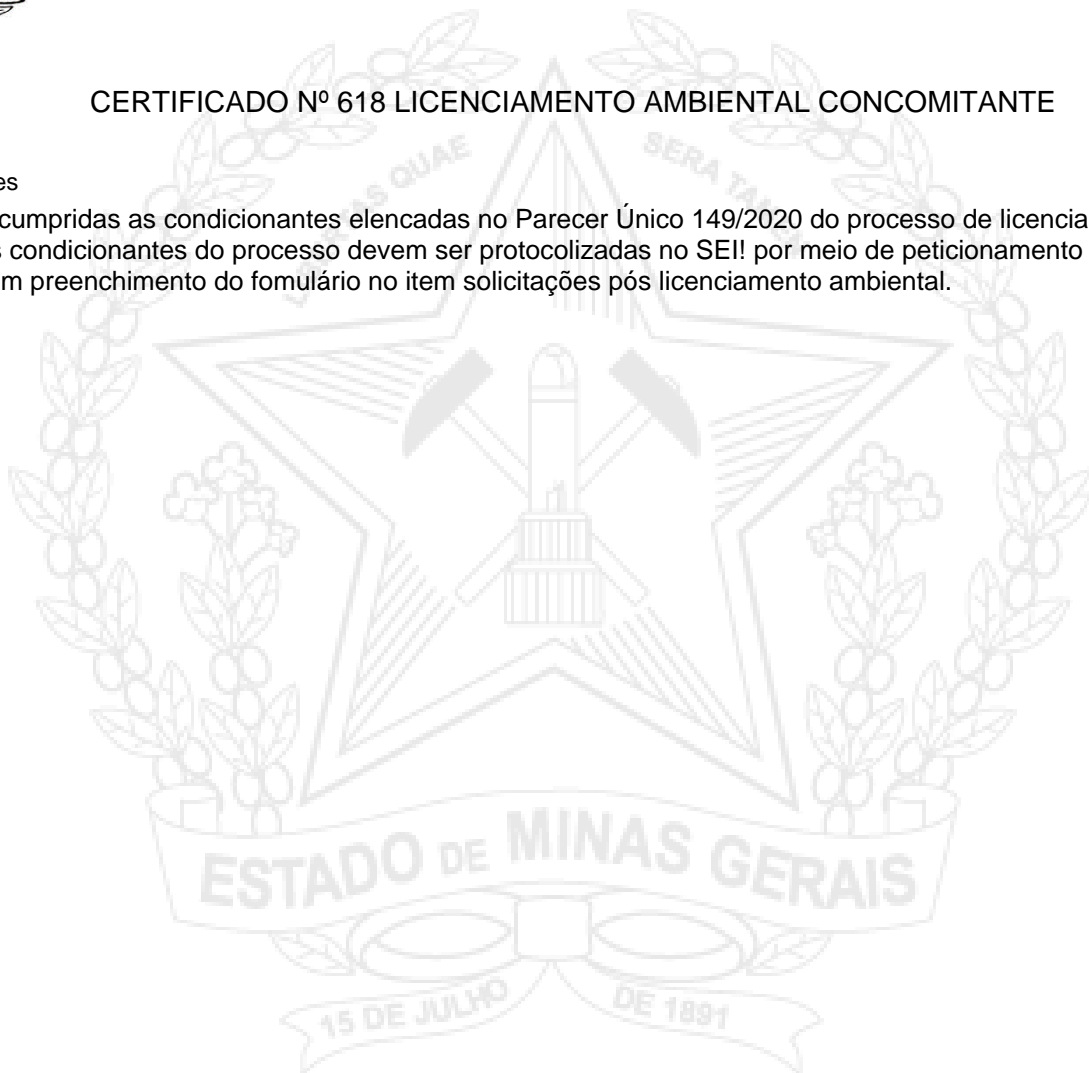 CERTIFICADO Nº 618 LICENCIAMENTO AMBIENTAL CONCOMITANTE
es
cumpridas as condicionantes elencadas no Parecer Único 149/2020 do processo de licencia
s condicionantes do processo devem ser protocolizadas no SEI! por meio de peticionamento
m preenchimento do fomulário no item solicitações pós licenciamento ambiental.
QUAE SERA TAMEN
ESTADO DE MINAS GERAIS
15 DE JULHO DE 1891